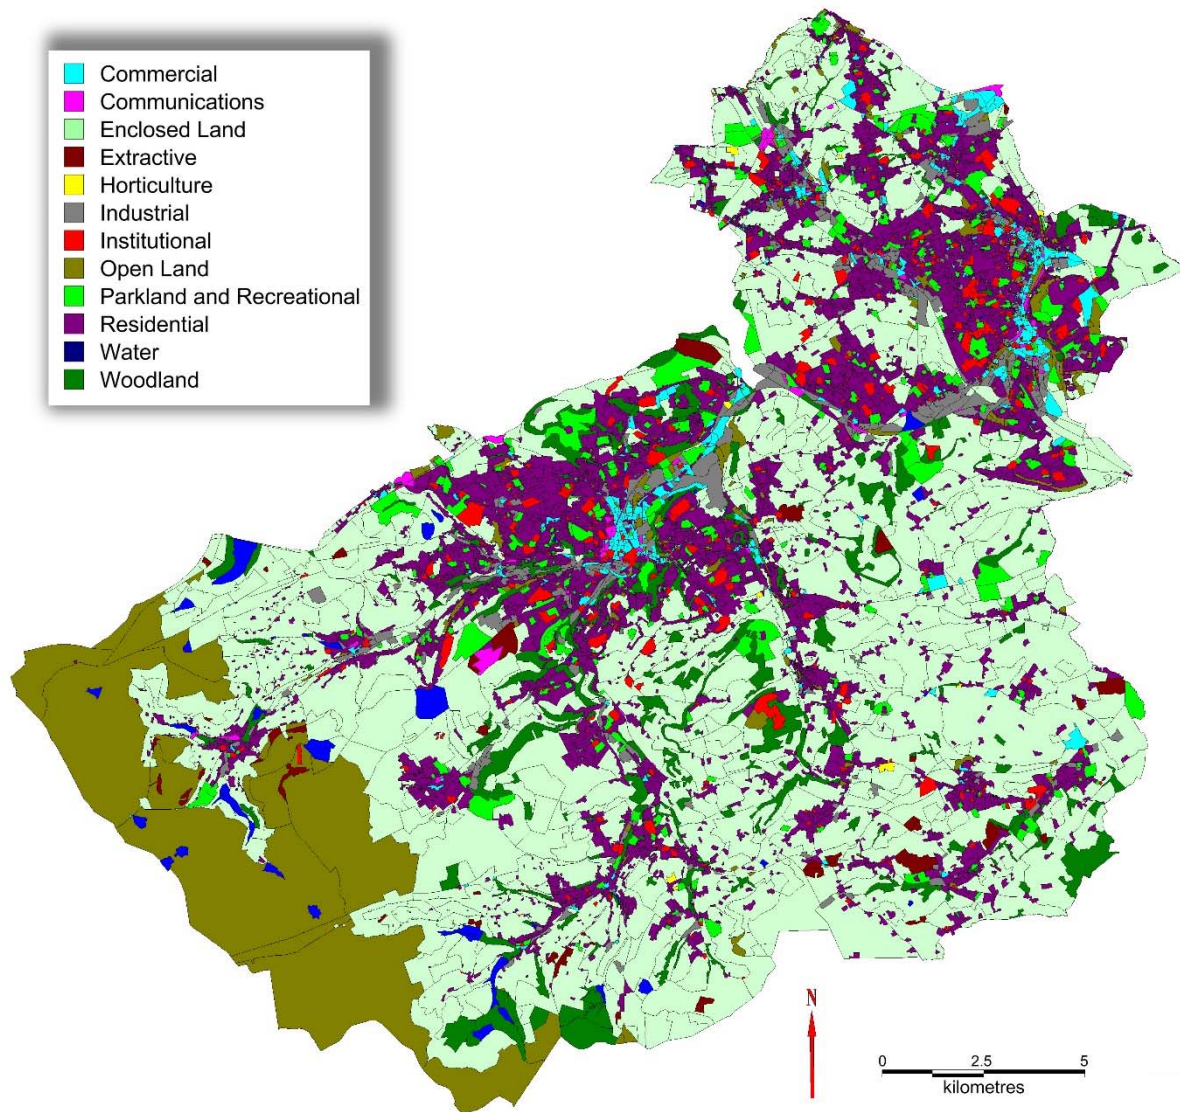 Commercial
Communications
Enclosed Land
Extractive
Horticulture
Industrial
Institutional
Open Land
Parkland and Recreational
Residential
Water
Woodland
N
0 2.5 5
kilometres